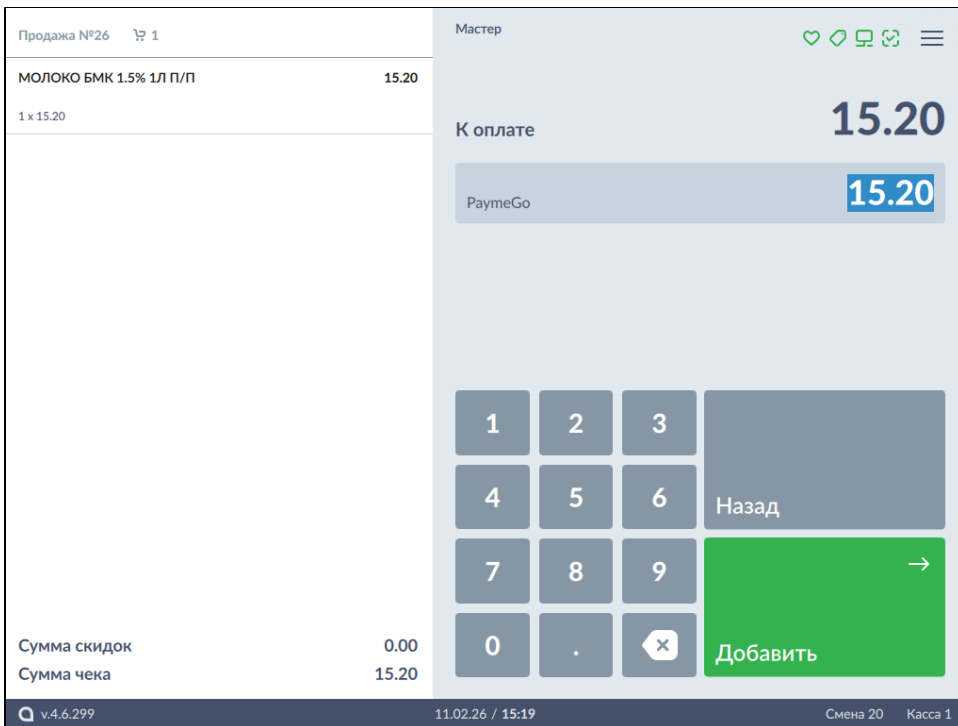 Продажа №26 1
МОЛОКО БМК 1.5% 1Л П/П 15.20
1 x 15.20
Сумма скидок 0.00
Сумма чека 15.20
Мастер
К оплате 15.20
PaymeGo 15.20
1 2 3
4 5 6
Назад
7 8 9
0 .
Добавить
v.4.6.299 11.02.26 / 15:19 Смена 20 Касса 1